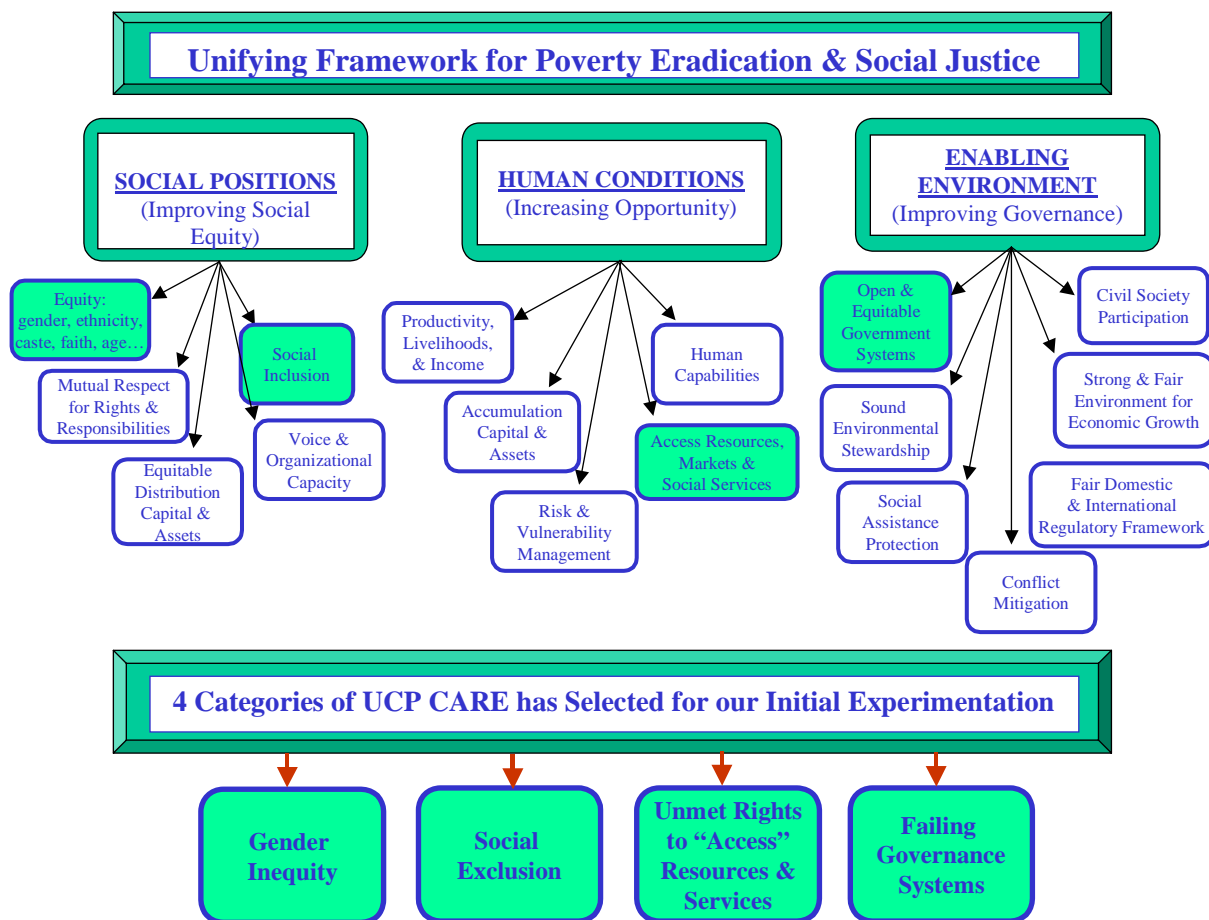 Unifying Framework for Poverty Eradication & Social Justice
SOCIAL POSITIONS
(Improving Social
Equity)
HUMAN CONDITIONS
(Increasing Opportunity)
ENABLING
ENVIRONMENT
(Improving Governance)
Equity:
gender, ethnicity,
caste, faith, age…
Social
Inclusion
Mutual Respect
for Rights &
Responsibilities
Voice &
Organizational
Capacity
Equitable
Distribution
Capital &
Assets
Productivity,
Livelihoods,
& Income
Human
Capabilities
Accumulation
Capital &
Assets
Access Resources,
Markets &
Social Services
Risk &
Vulnerability
Management
Open &
Equitable
Government
Systems
Civil Society
Participation
Sound
Environmental
Stewardship
Strong & Fair
Environment for
Economic Growth
Social
Assistance
Protection
Fair Domestic
& International
Regulatory Framework
Conflict
Mitigation
4 Categories of UCP CARE has Selected for our Initial Experimentation
Gender
Inequity
Social
Exclusion
Unmet Rights
to “Access”
Resources &
Services
Failing
Governance
Systems